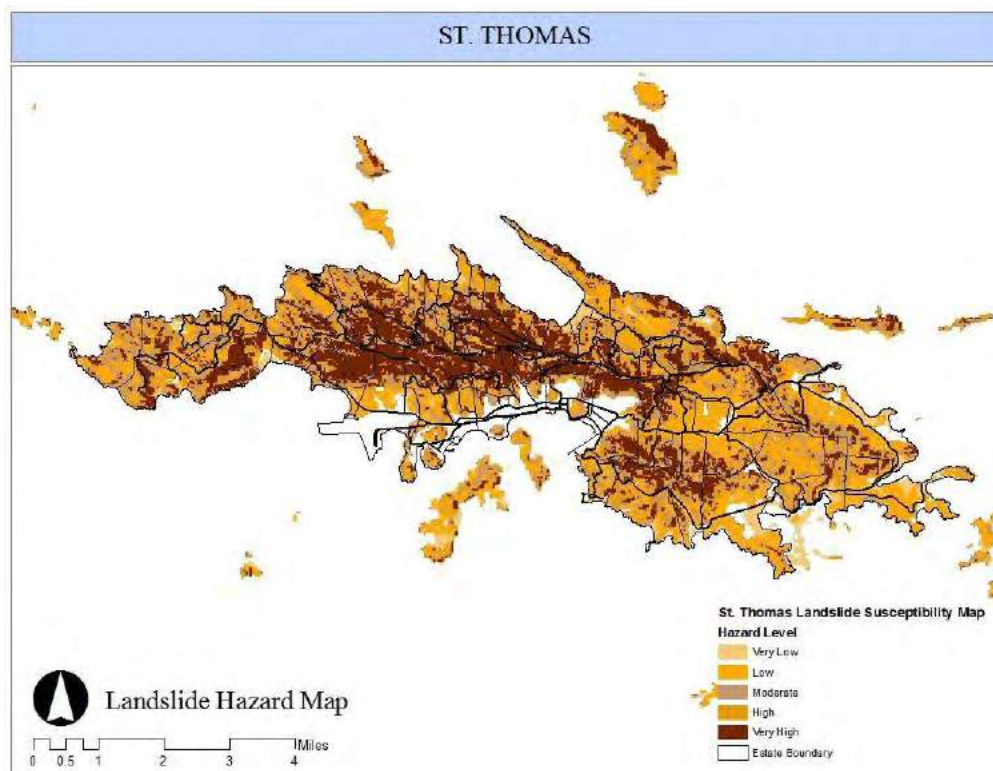 ST. THOMAS
St. Thomas Landslide Susceptibility Map
Hazard Level
Very Low
Low
Moderate
High
Very High
Estate Boundary
Landslide Hazard Map
Miles
0 0.5 1 2 3 4